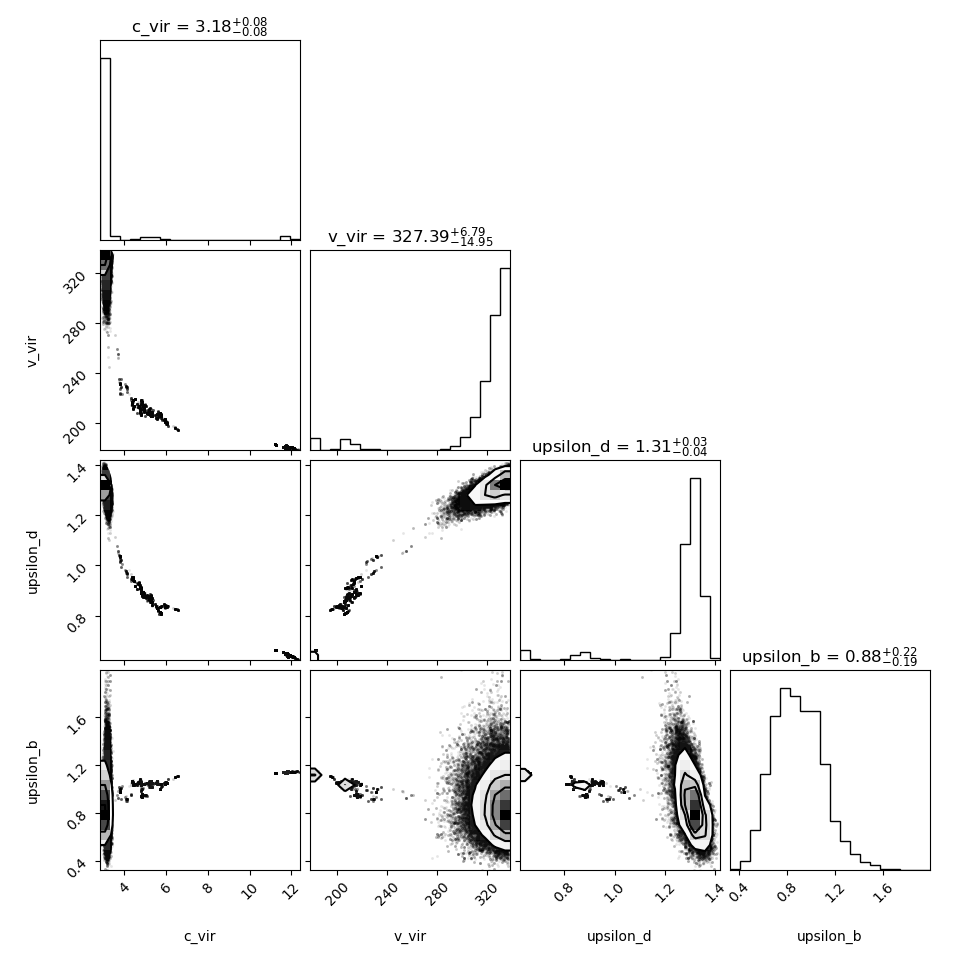 c_vir = 3.18+0.08−0.08
v_vir = 327.39+6.79−14.95
320
280
240
200
v_vir
upsilon_d = 1.31+0.03−0.04
1.4
1.2
1.0
0.8
upsilon_d
upsilon_b = 0.88+0.22−0.19
1.6
1.2
0.8
0.4
upsilon_b
4 6 8 10 12
200 240 280 320
0.8 1.0 1.2 1.4
0.4 0.8 1.2 1.6
c_vir v_vir upsilon_d upsilon_b